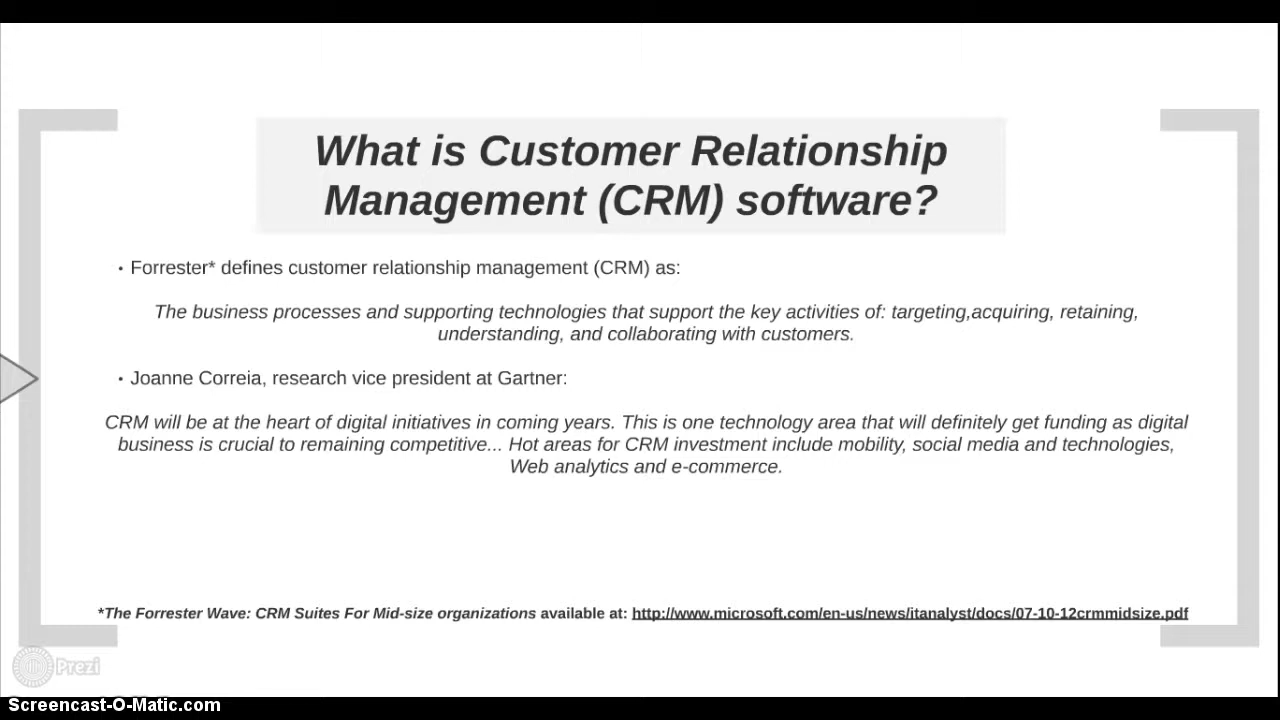 What is Customer Relationship
Management (CRM) software?
• Forrester* defines customer relationship management (CRM) as:
The business processes and supporting technologies that support the key activities of: targeting,acquiring, retaining,
understanding, and collaborating with customers.
• Joanne Correia, research vice president at Gartner:
CRM will be at the heart of digital initiatives in coming years. This is one technology area that will definitely get funding as digital
business is crucial to remaining competitive... Hot areas for CRM investment include mobility, social media and technologies,
Web analytics and e-commerce.
*The Forrester Wave: CRM Suites For Mid-size organizations available at: http://www.microsoft.com/en-us/news/itanalyst/docs/07-10-12crmmidsize.pdf
Prezi
Screencast-O-Matic.com